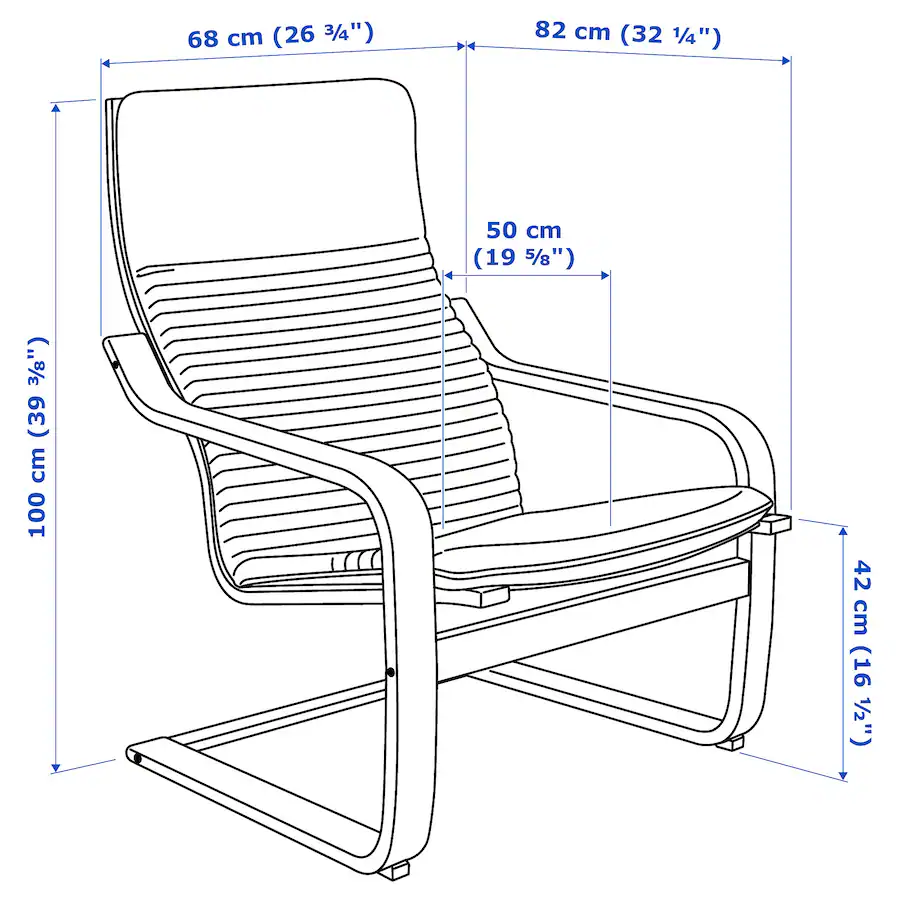 68 cm (26 ¾")
82 cm (32 ¼")
50 cm
(19 ⅝")
100 cm (39 ⅜")
42 cm (16 ½")